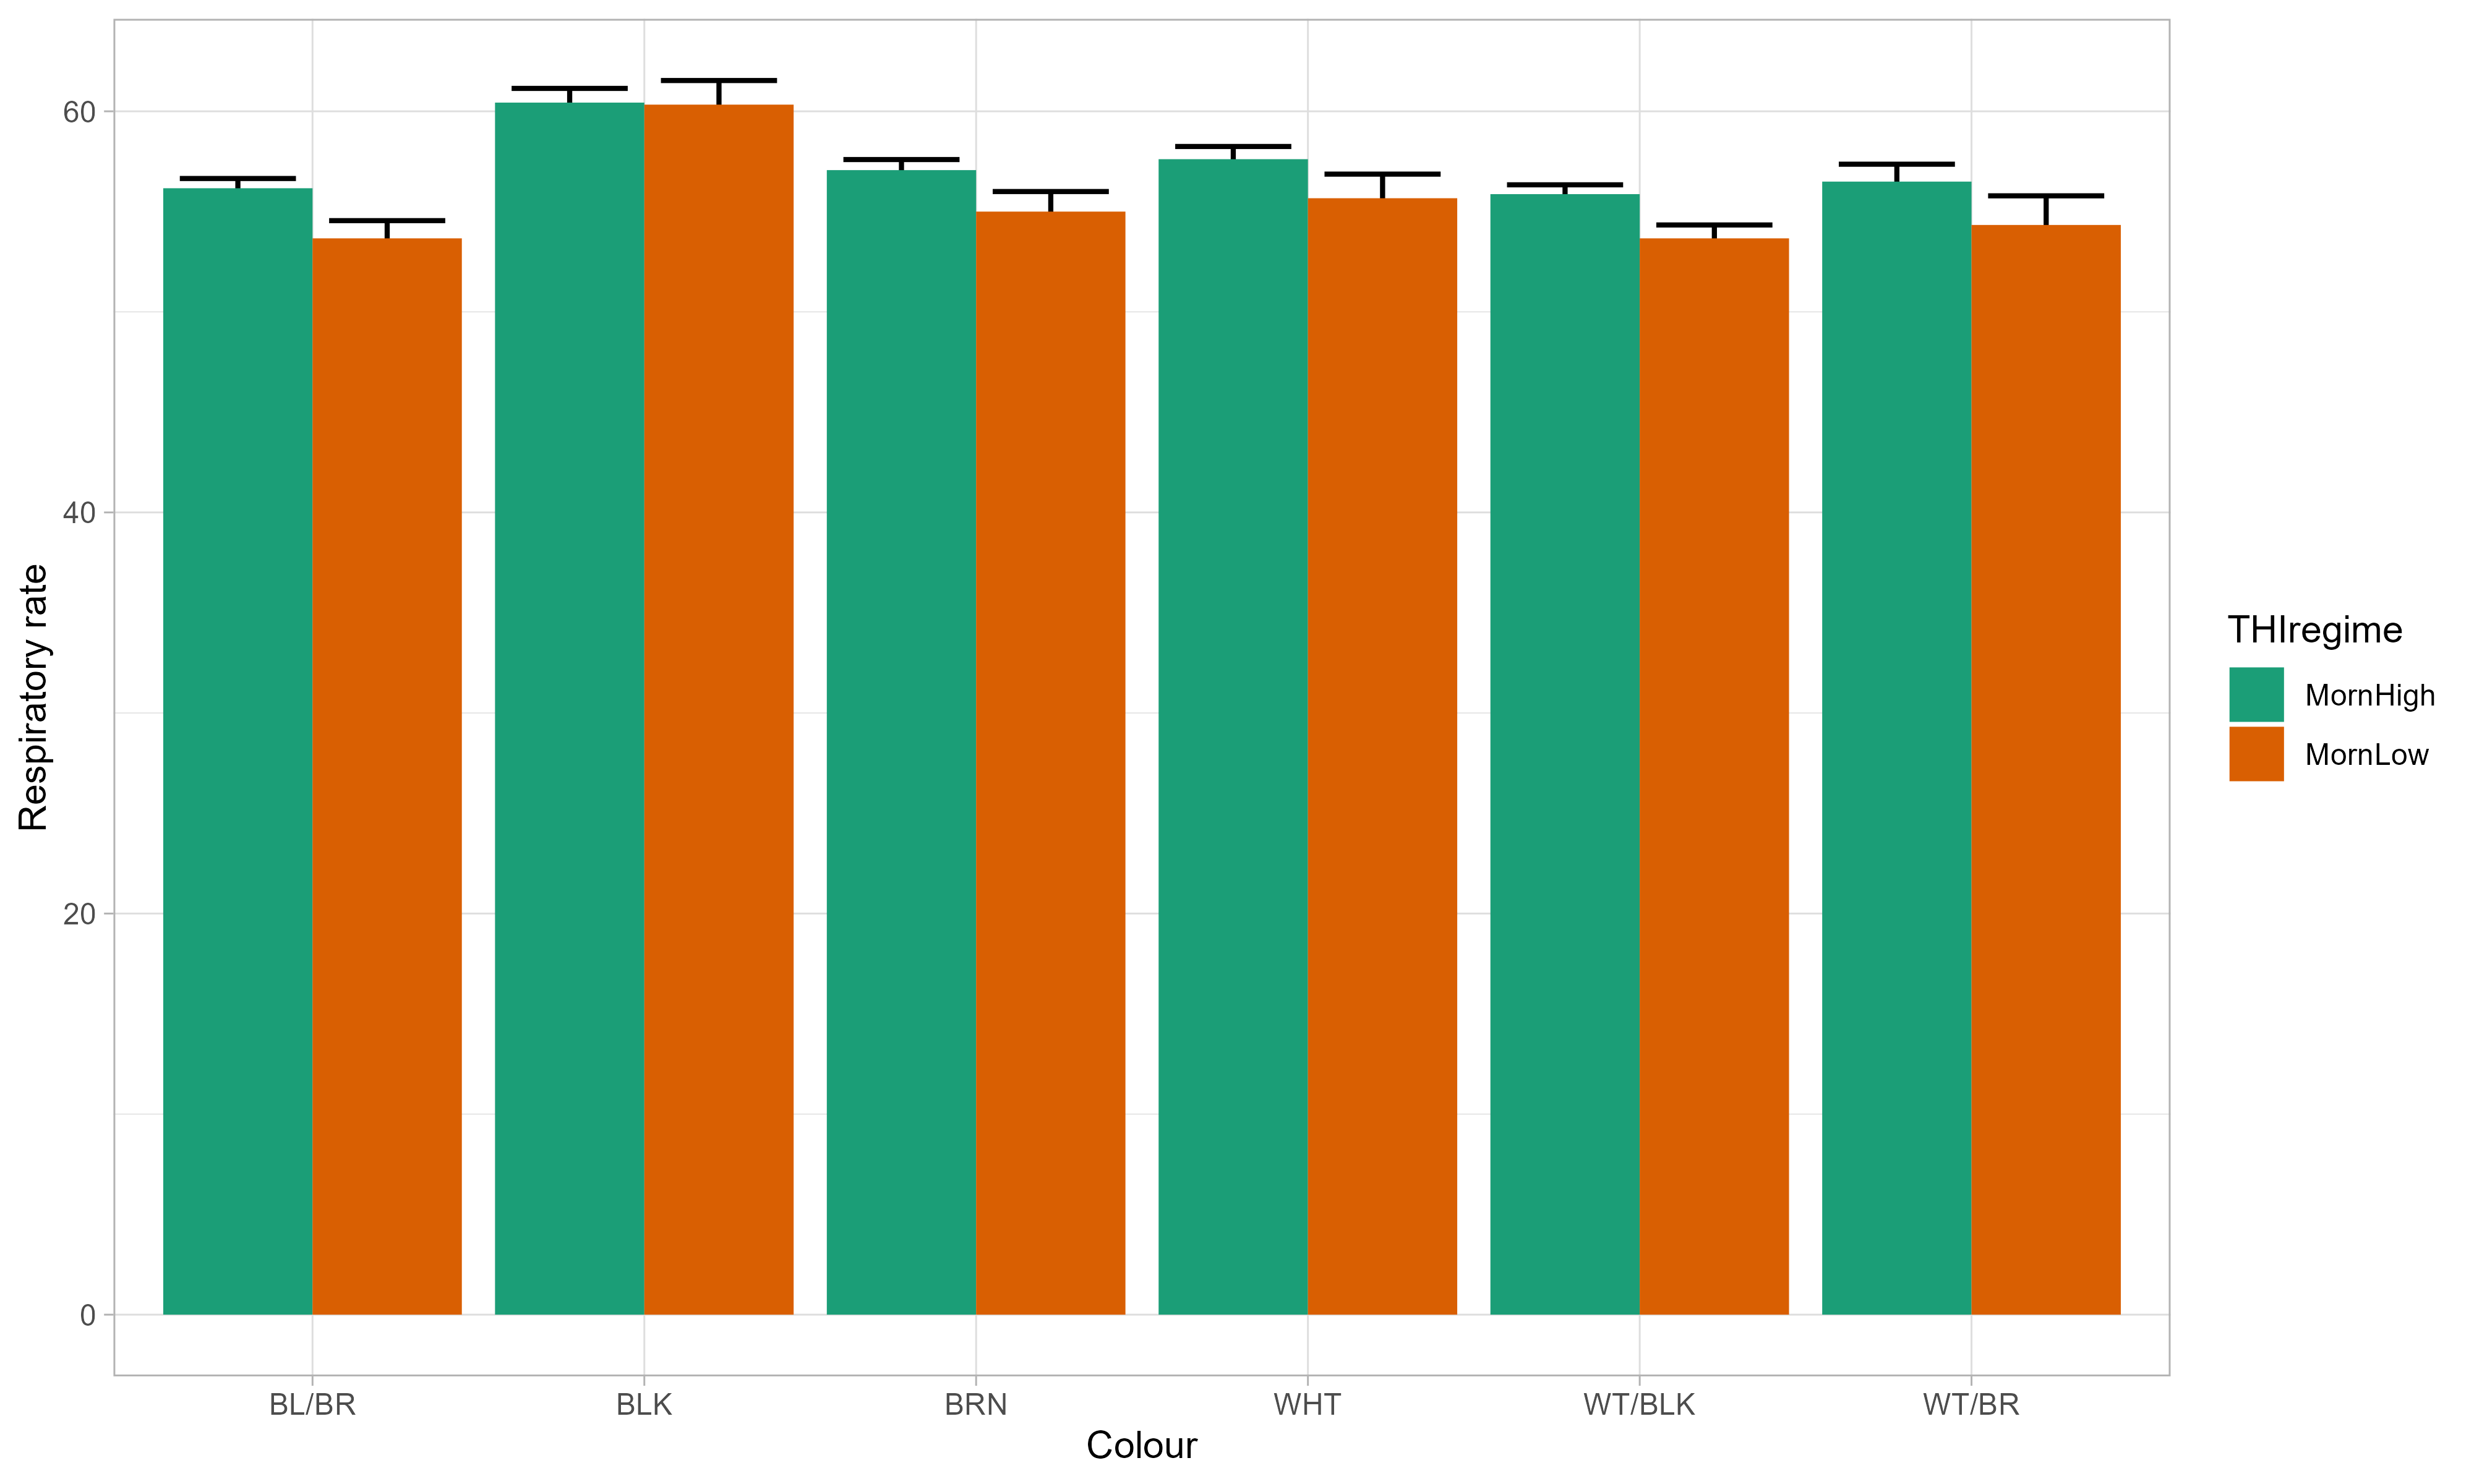 60
40
20
0
Respiratory rate
BL/BR BLK BRN WHT WT/BLK WT/BR
Colour
THIregime
MornHigh
MornLow